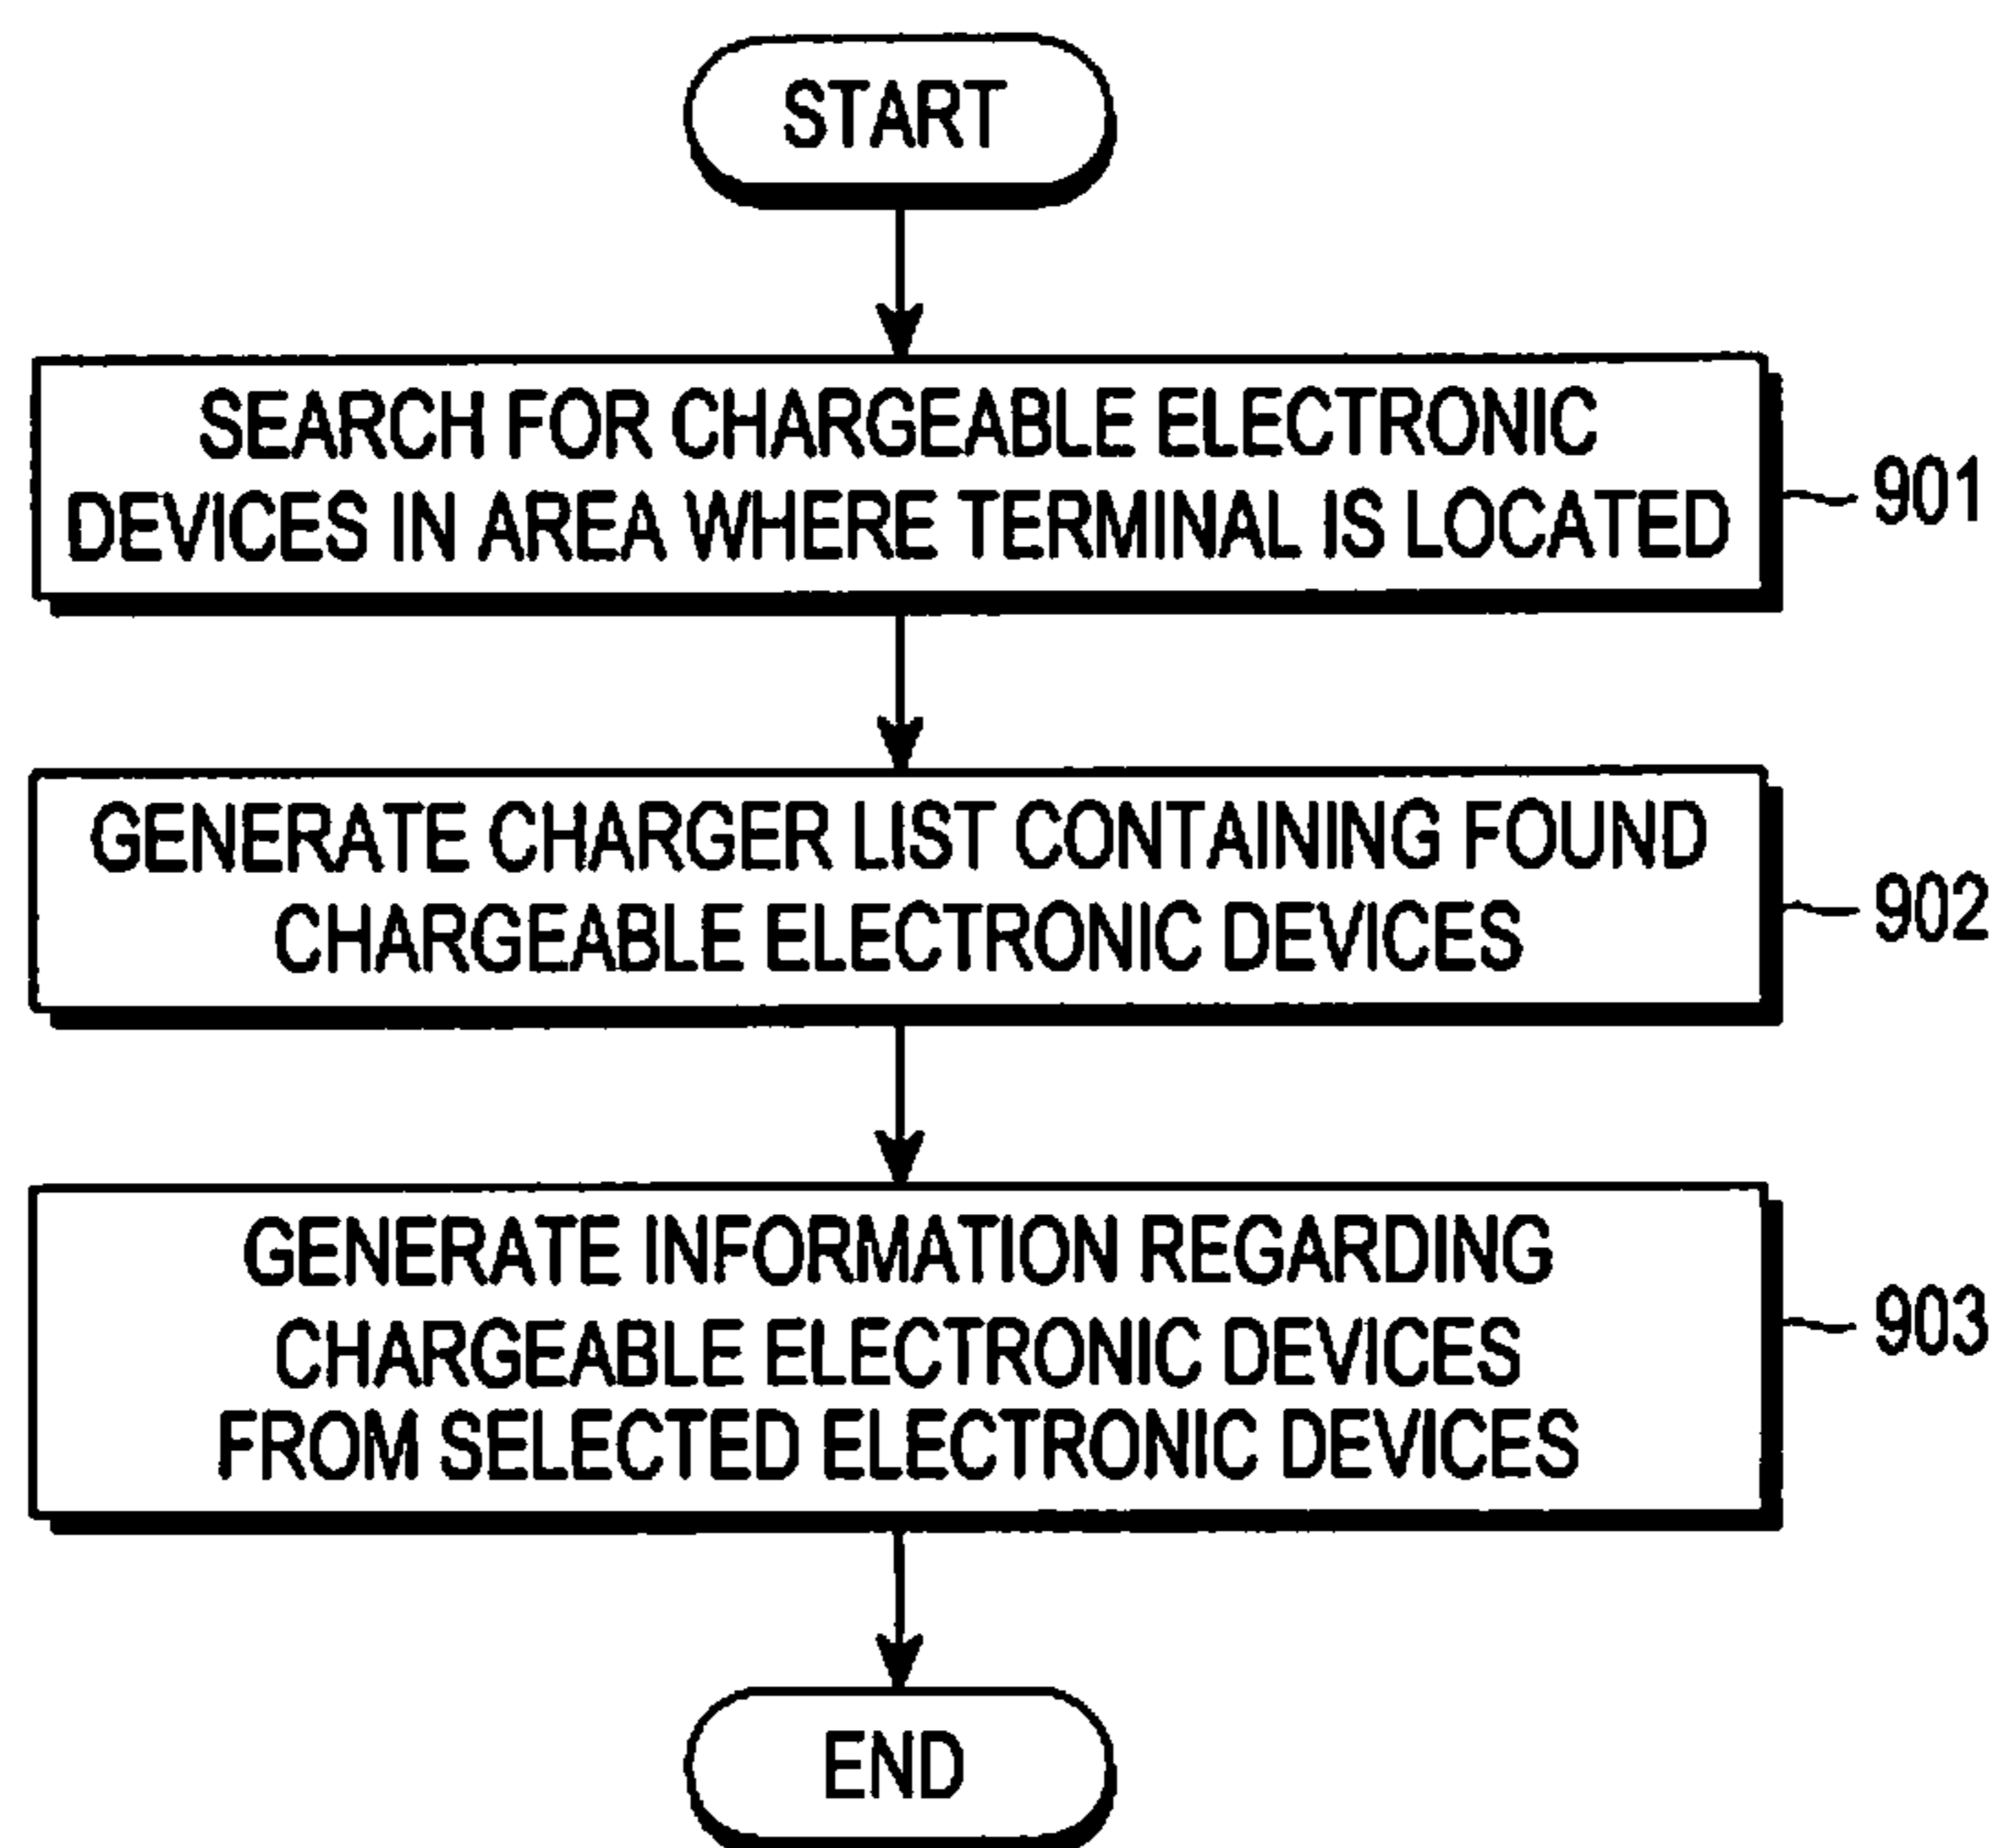 START
SEARCH FOR CHARGEABLE ELECTRONIC
DEVICES IN AREA WHERE TERMINAL IS LOCATED
901
GENERATE CHARGER LIST CONTAINING FOUND
CHARGEABLE ELECTRONIC DEVICES
902
GENERATE INFORMATION REGARDING
CHARGEABLE ELECTRONIC DEVICES
FROM SELECTED ELECTRONIC DEVICES
903
END